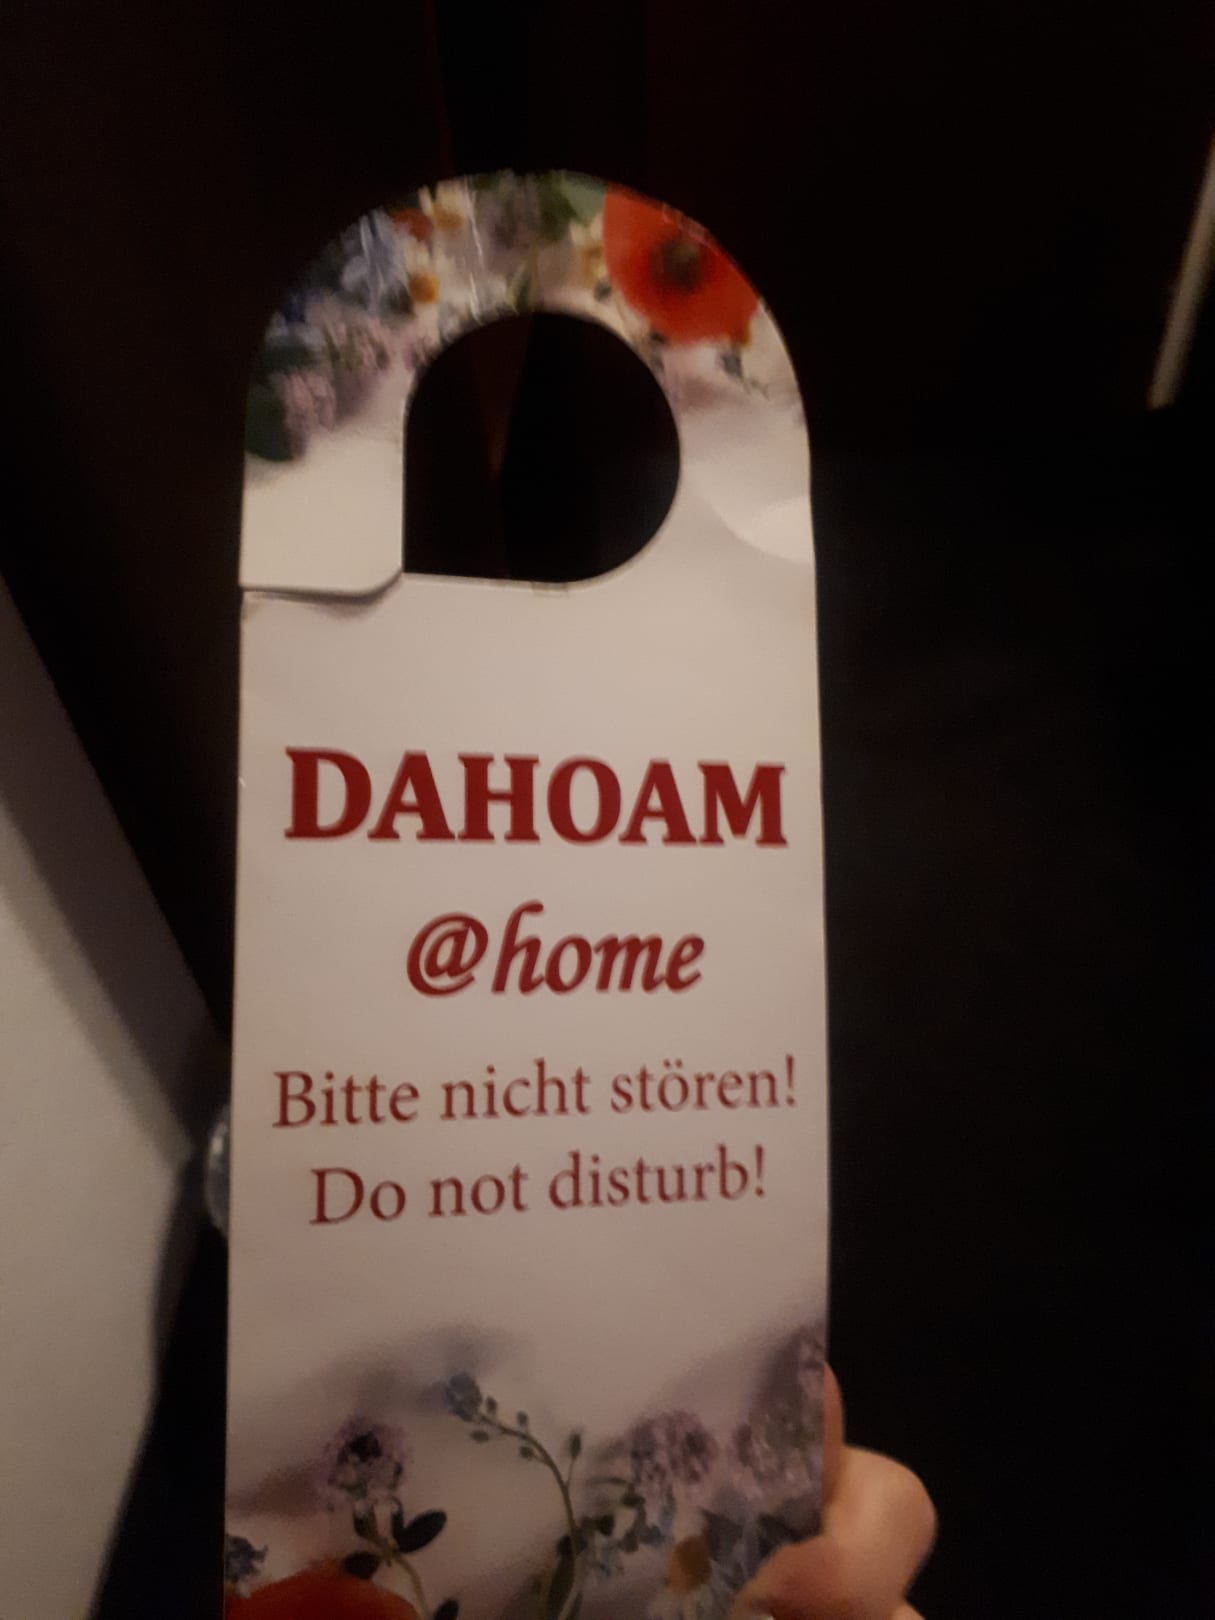 DAHOAM
@home
Bitte nicht stören!
Do not disturb!